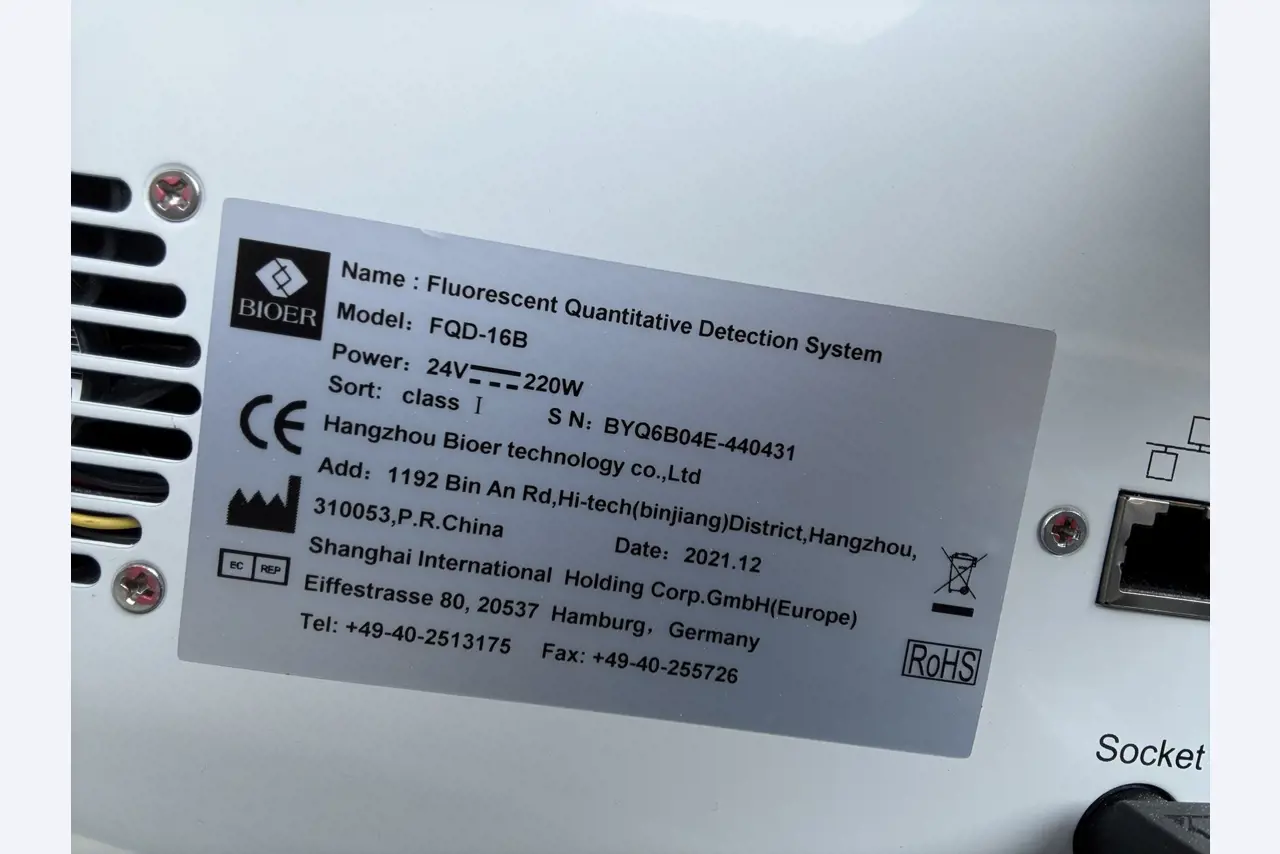 BIOER
Name : Fluorescent Quantitative Detection System
Model: FQD-16B
Power: 24V 220W
Sort: class I
S N: BYQ6B04E-440431
CE
Hangzhou Bioer technology co.,Ltd
Add: 1192 Bin An Rd,Hi-tech(binjiang)District,Hangzhou,
310053,P.R.China
Date: 2021.12
EC REP
Shanghai International Holding Corp.GmbH(Europe)
Eiffestrasse 80, 20537 Hamburg, Germany
Tel: +49-40-2513175 Fax: +49-40-255726
RoHS
Socket